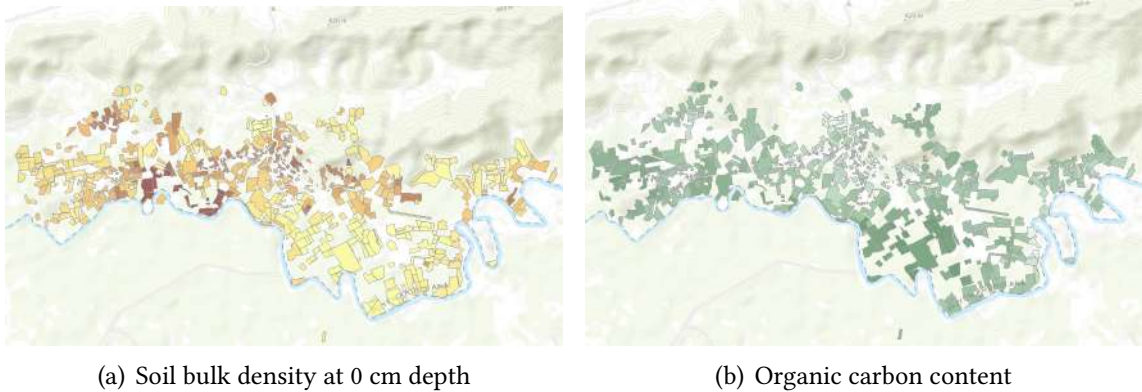 (a) Soil bulk density at 0 cm depth
(b) Organic carbon content